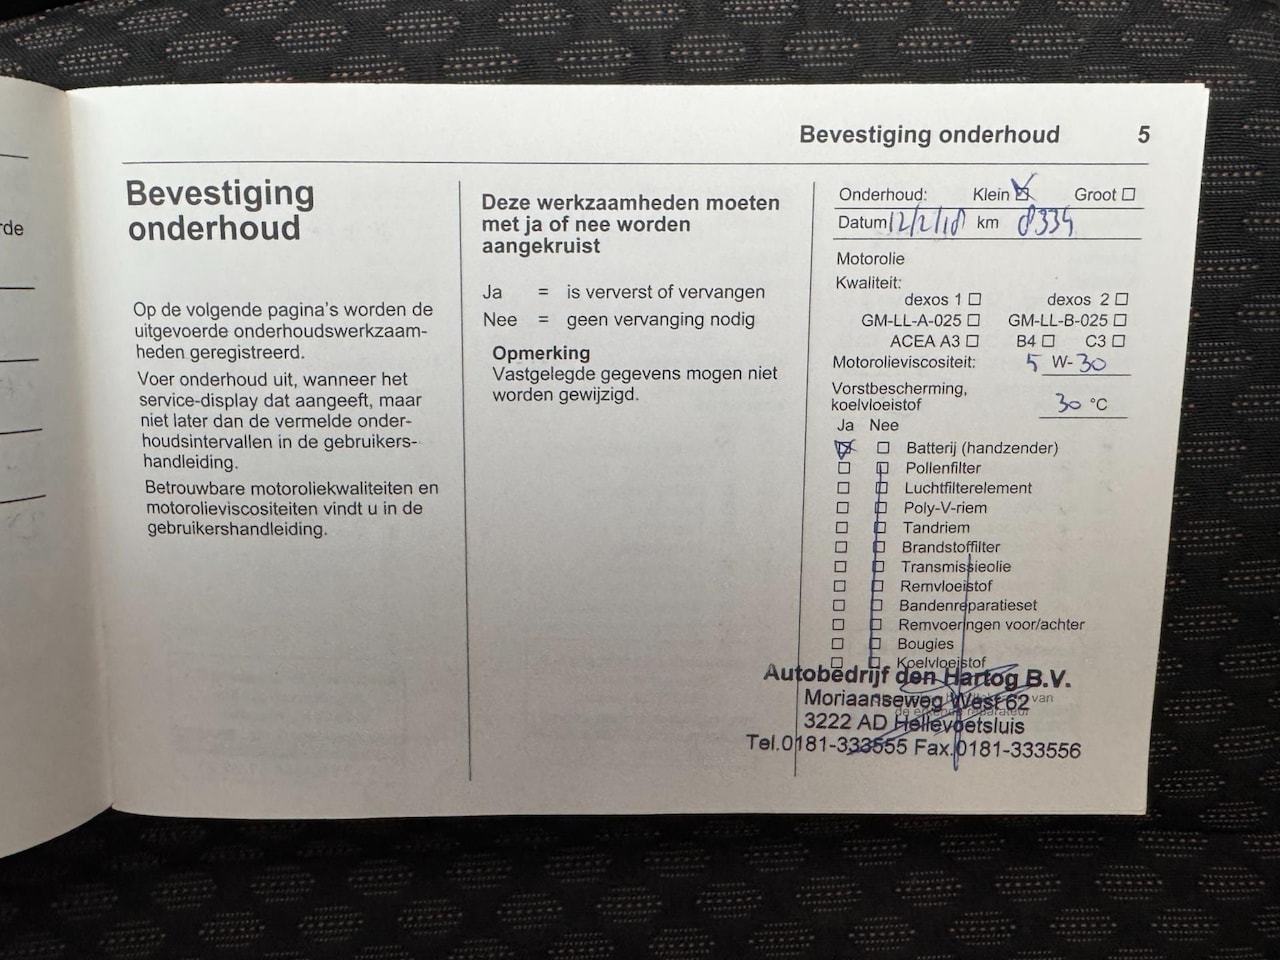 rde
Bevestiging onderhoud 5
Bevestiging
onderhoud
Op de volgende pagina's worden de
uitgevoerde onderhoudswerkzaam-
heden geregistreerd.
Voer onderhoud uit, wanneer het
service-display dat aangeeft, maar
niet later dan de vermelde onder-
houdsintervallen in de gebruikers-
handleiding.
Betrouwbare motoroliekwaliteiten en
motorolieviscositeiten vindt u in de
gebruikershandleiding.
Deze werkzaamheden moeten
met ja of nee worden
aangekruist
Ja = is ververst of vervangen
Nee = geen vervanging nodig
Opmerking
Vastgelegde gegevens mogen niet
worden gewijzigd.
Onderhoud: Klein ☒ Groot ☐
Datum 12/2/18 km 8334
Motorolie
Kwaliteit:
dexos 1 ☐ dexos 2 ☐
GM-LL-A-025 ☐ GM-LL-B-025 ☐
ACEA A3 ☐ B4 ☐ C3 ☐
Motorolieviscositeit: 5 W-30
Vorstbescherming,
koelvloeistof 30 °C
Ja Nee
☒ ☐ Batterij (handzender)
☐ ☐ Pollenfilter
☐ ☐ Luchtfilterelement
☐ ☐ Poly-V-riem
☐ ☐ Tandriem
☐ ☐ Brandstoffilter
☐ ☐ Transmissieolie
☐ ☐ Remvloeistof
☐ ☐ Bandenreparatieset
☐ ☐ Remvoeringen voor/achter
☐ ☐ Bougies
☐ ☐ Koelvloeistof
Autobedrijf den Hartog B.V.
Moriaanseweg West 62
van
3222 AD Hellevoetsluis
Tel.0181-333555 Fax.0181-333556